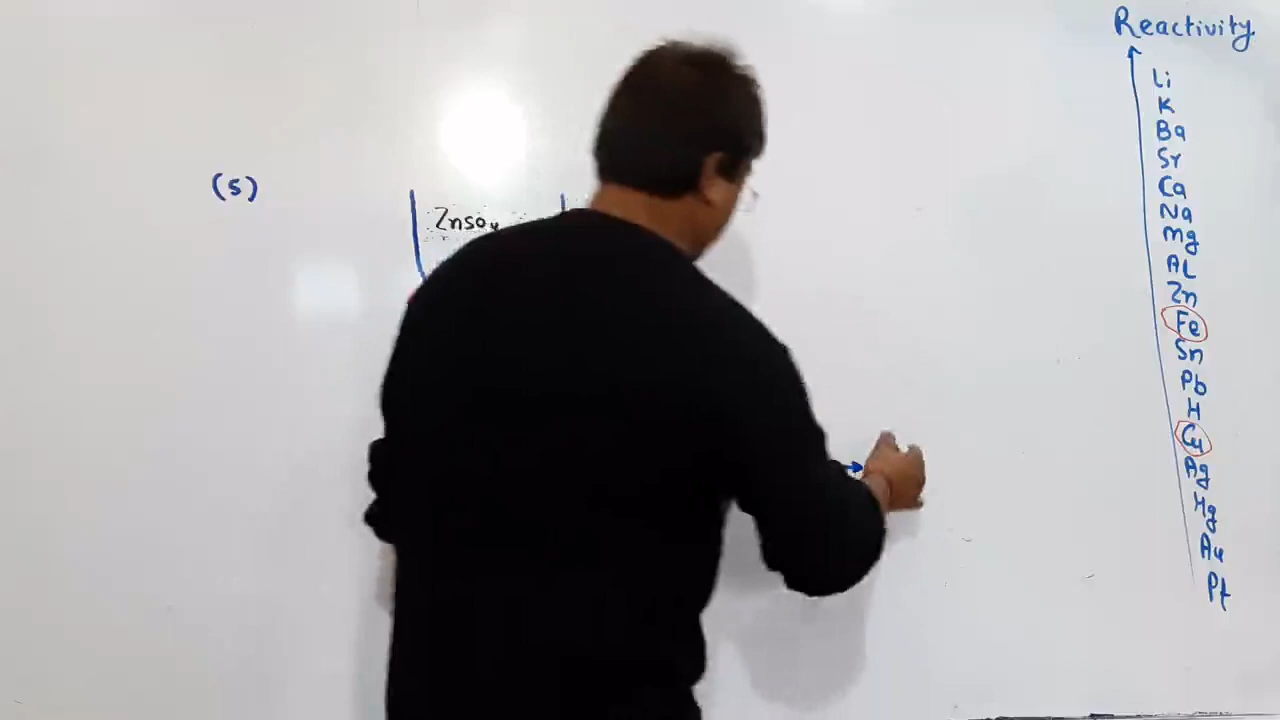 Reactivity
Li
K
Ba
Sr
Ca
Na
Mg
AL
(5)
ZnSO4
Zn
Fe
Sn
Pb
H
Cu
Ag
Hg
Au
Pt